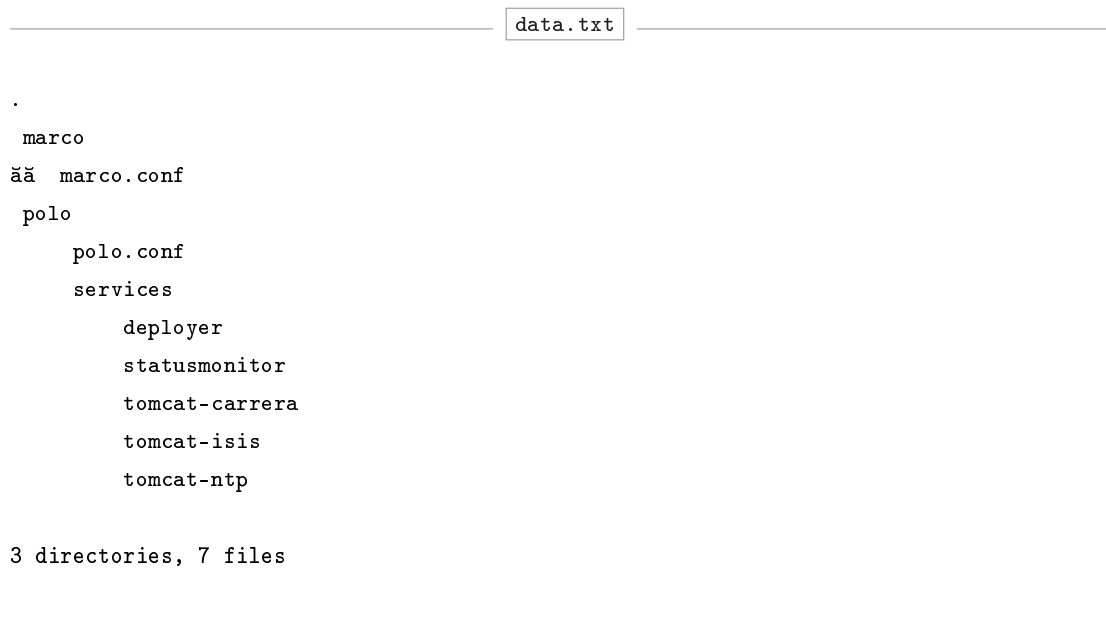 data.txt
.
marco
ăă  marco.conf
polo
polo.conf
services
deployer
statusmonitor
tomcat-carrera
tomcat-isis
tomcat-ntp
3 directories, 7 files